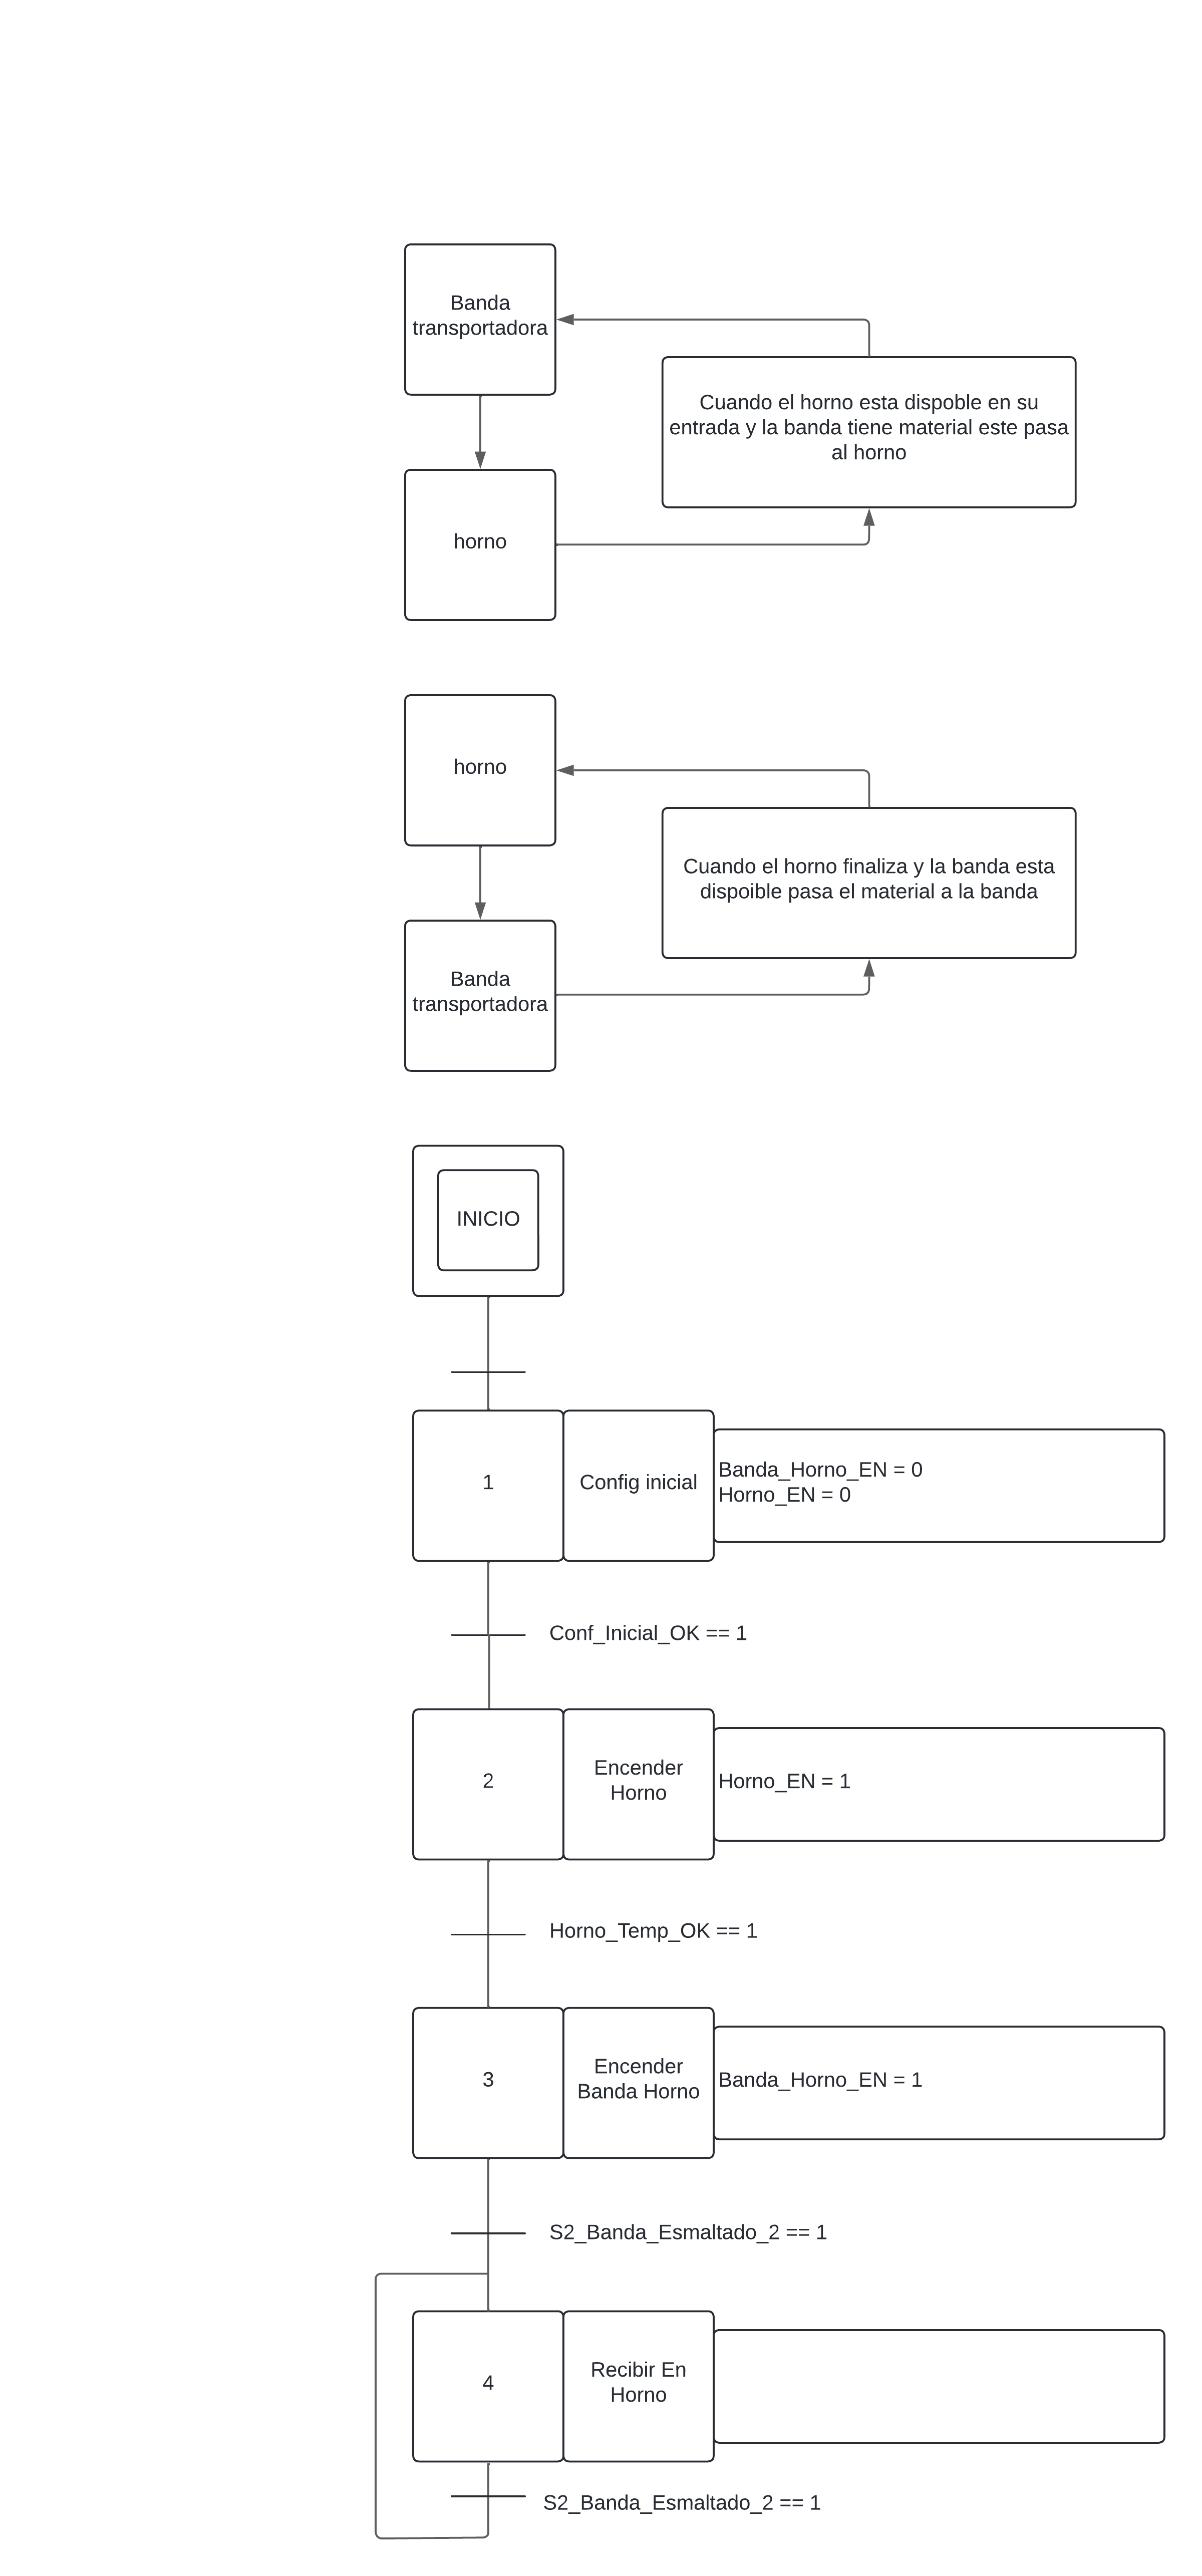 Banda
transportadora
Cuando el horno esta dispoble en su
entrada y la banda tiene material este pasa
al horno
horno
horno
Cuando el horno finaliza y la banda esta
dispoible pasa el material a la banda
Banda
transportadora
INICIO
1
Config inicial
Banda_Horno_EN = 0
Horno_EN = 0
Conf_Inicial_OK == 1
2
Encender
Horno
Horno_EN = 1
Horno_Temp_OK == 1
3
Encender
Banda Horno
Banda_Horno_EN = 1
S2_Banda_Esmaltado_2 == 1
4
Recibir En
Horno
S2_Banda_Esmaltado_2 == 1